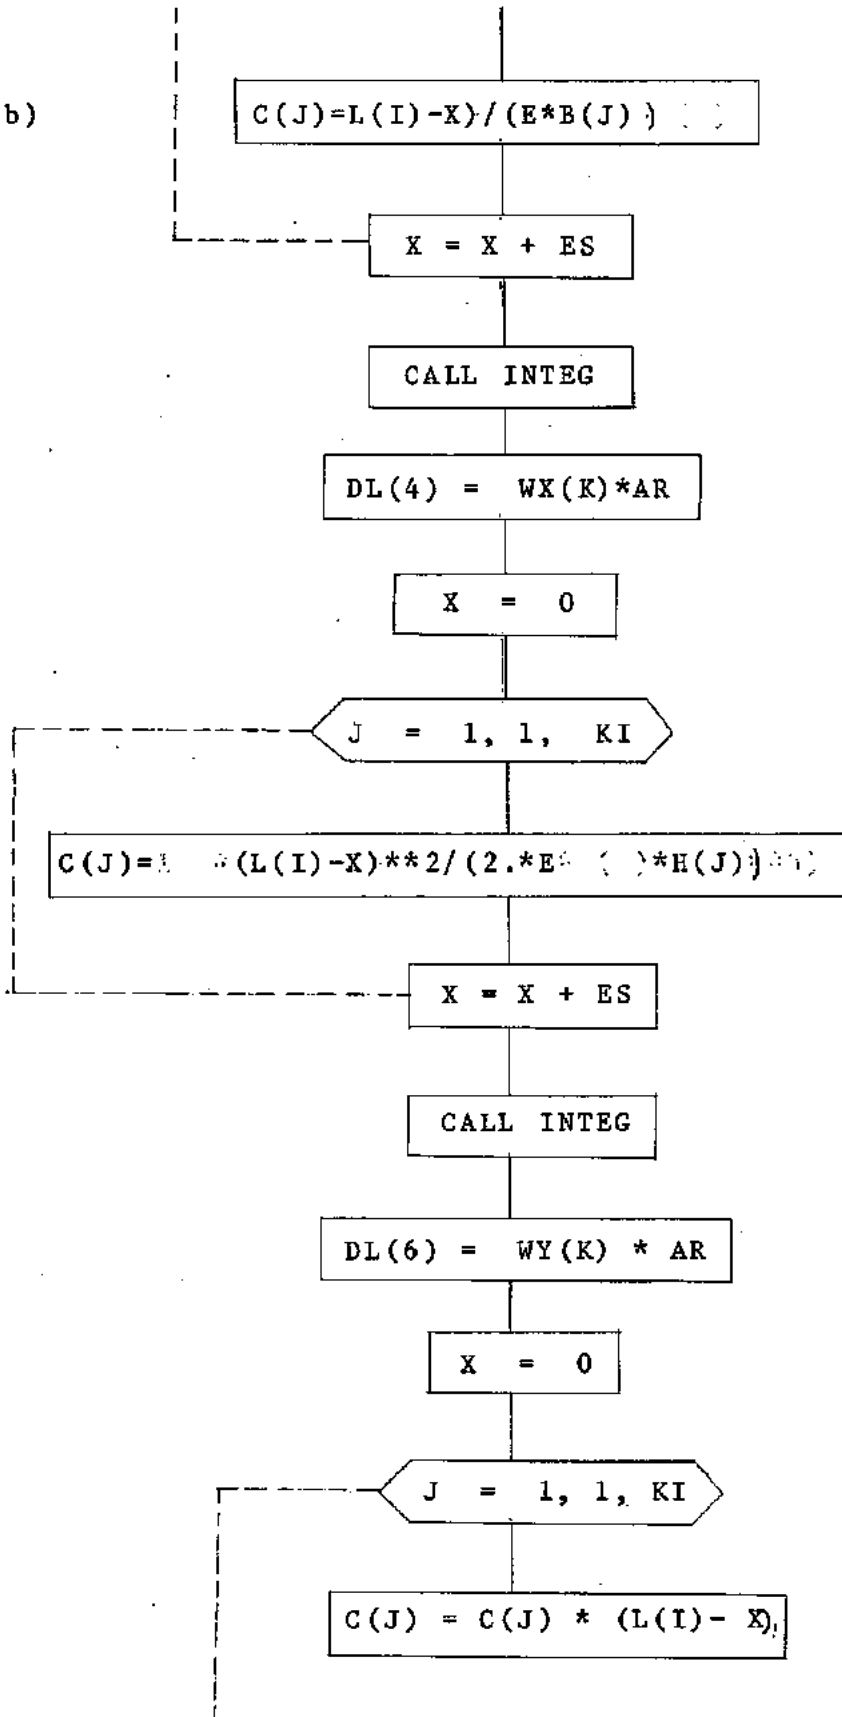 b)
C(J)=L(I)-X)/(E*B(J))
X = X + ES
CALL INTEG
DL(4) = WX(K)*AR
X = 0
J = 1, 1, KI
C(J)= *(L(I)-X)**2/(2.*E* ( )*H(J))
X = X + ES
CALL INTEG
DL(6) = WY(K) * AR
X = 0
J = 1, 1, KI
C(J) = C(J) * (L(I)- X)